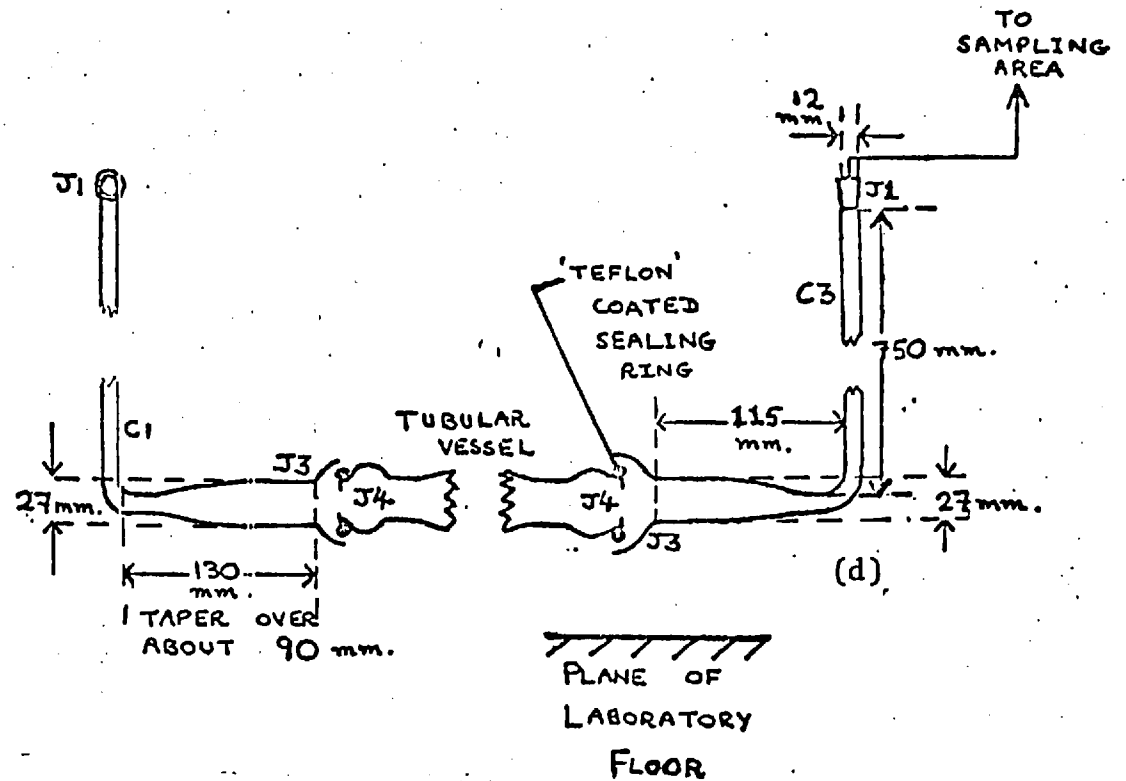 TO
SAMPLING
AREA
12
mm.
J1
J1
'TEFLON'
COATED
SEALING
RING
C3
750 mm.
C1
TUBULAR
VESSEL
115
mm.
J3
J4.
J4
J3
27mm.
27mm.
(d)
130
mm.
TAPER OVER
ABOUT 90 mm.
PLANE OF
LABORATORY
FLOOR